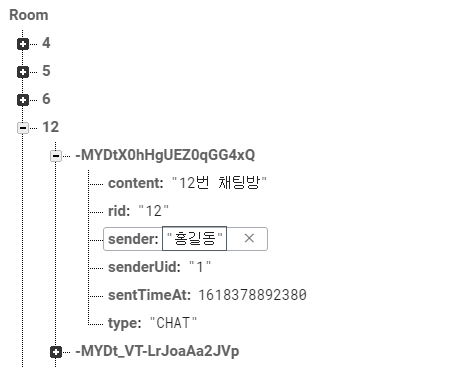 Room
4
5
6
12
-MYDtX0hHgUEZ0qGG4xQ
content: "12번 채팅방"
rid: "12"
sender: "홍길동" ×
senderUid: "1"
sentTimeAt: 1618378892380
type: "CHAT"
-MYDt_VT-LrJoaAa2JVp